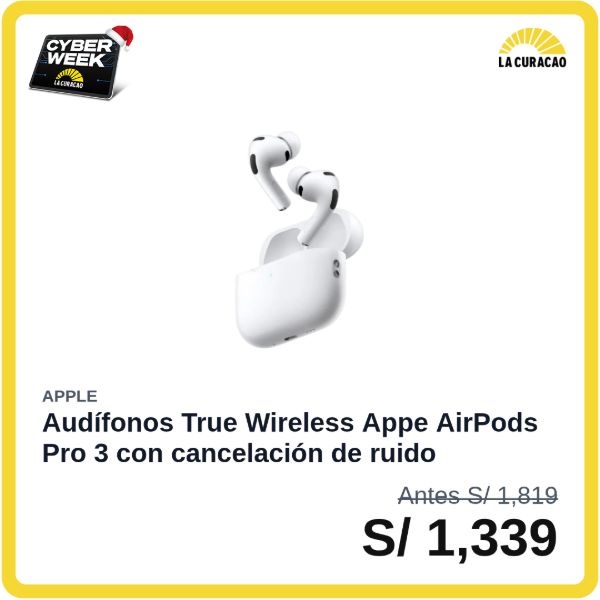 CYBER
WEEK
LA CURACAO
LA CURACAO
APPLE
Audífonos True Wireless Appe AirPods
Pro 3 con cancelación de ruido
Antes S/ 1,819
S/ 1,339